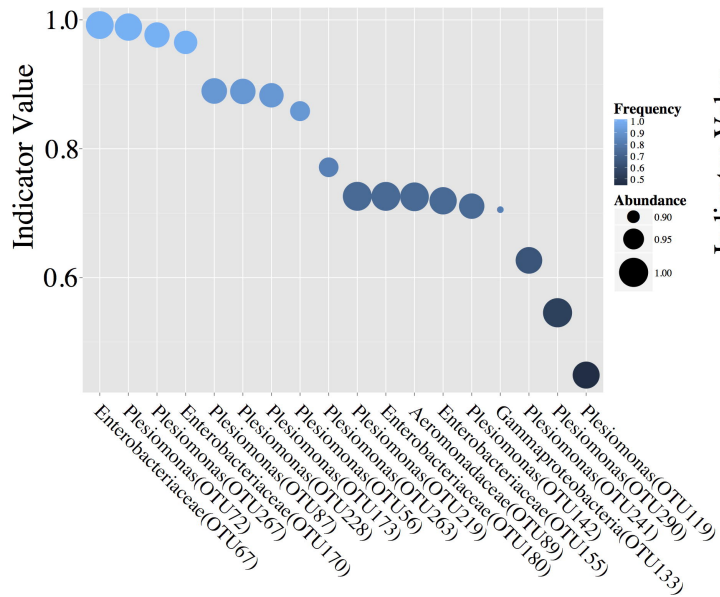 1.0
0.8
0.6
Indicator Value
Frequency
1.0
0.9
0.8
0.7
0.6
0.5
Abundance
0.90
0.95
1.00
Enterobacteriaceae(OTU67)
Plesiomonas(OTU72)
Plesiomonas(OTU267)
Enterobacteriaceae(OTU170)
Plesiomonas(OTU87)
Plesiomonas(OTU228)
Plesiomonas(OTU173)
Plesiomonas(OTU56)
Plesiomonas(OTU263)
Plesiomonas(OTU219)
Enterobacteriaceae(OTU180)
Aeromonadaceae(OTU89)
Enterobacteriaceae(OTU155)
Plesiomonas(OTU142)
Gammaproteobacteria(OTU133)
Plesiomonas(OTU241)
Plesiomonas(OTU290)
Plesiomonas(OTU119)